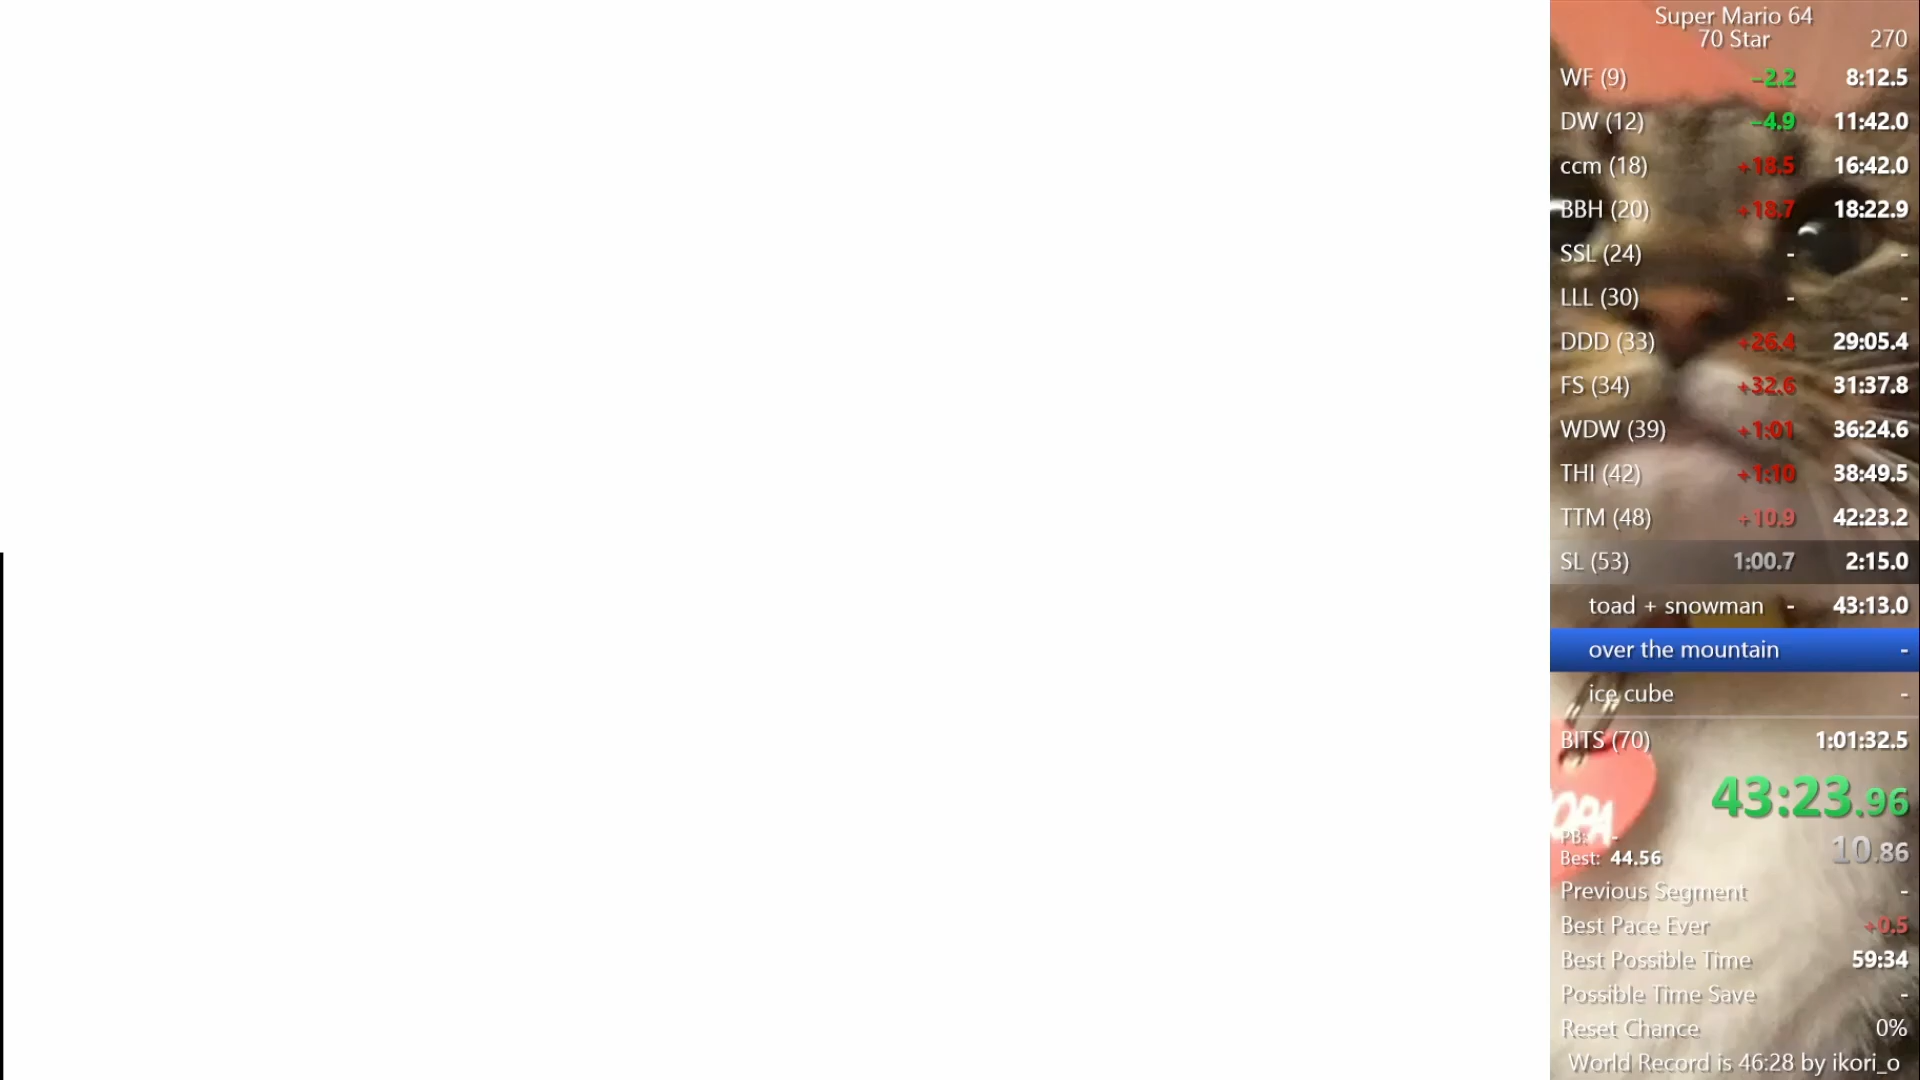 Super Mario 64
70 Star 270
WF (9) −2.2 8:12.5
DW (12) −4.9 11:42.0
ccm (18) +18.5 16:42.0
BBH (20) +18.7 18:22.9
SSL (24) - -
LLL (30) - -
DDD (33) +26.4 29:05.4
FS (34) +32.6 31:37.8
WDW (39) +1:01 36:24.6
THI (42) +1:10 38:49.5
TTM (48) +10.9 42:23.2
SL (53) 1:00.7 2:15.0
toad + snowman - 43:13.0
over the mountain -
ice cube -
BITS (70) 1:01:32.5
43:23.96
PB: -
Best: 44.56 10.86
Previous Segment -
Best Pace Ever +0.5
Best Possible Time 59:34
Possible Time Save -
Reset Chance 0%
World Record is 46:28 by ikori_o